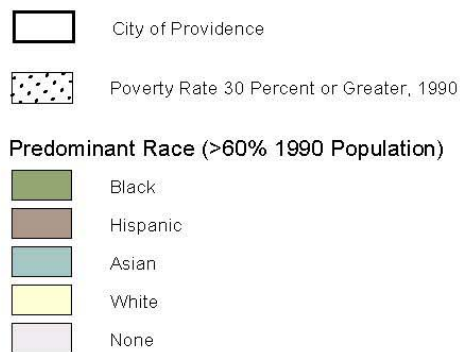 City of Providence
Poverty Rate 30 Percent or Greater, 1990
Predominant Race (>60% 1990 Population)
Black
Hispanic
Asian
White
None